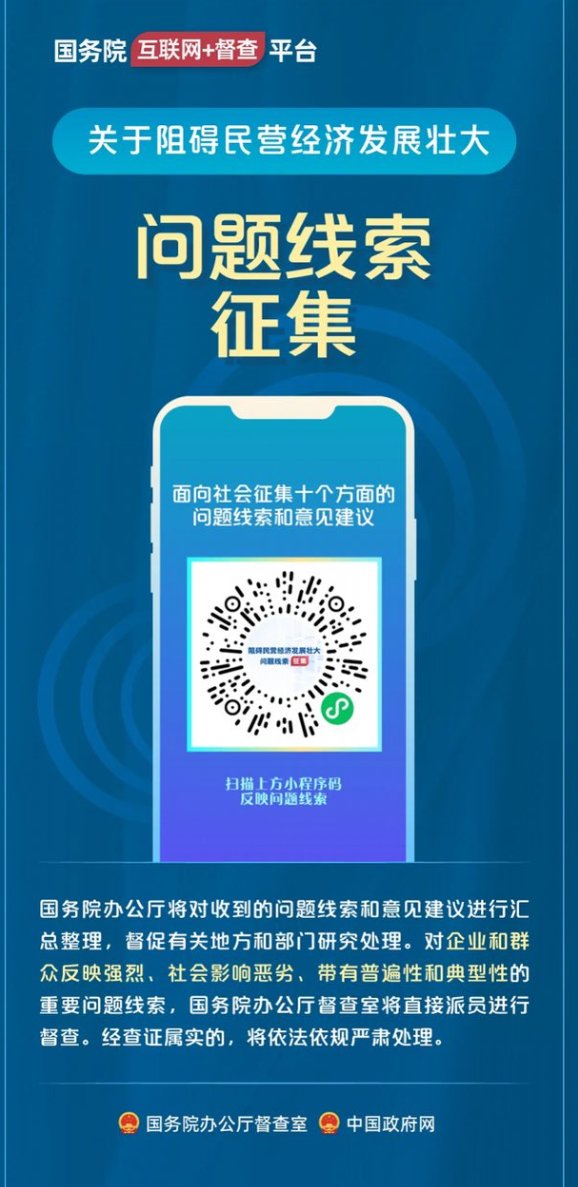 国务院 互联网+督查 平台
关于阻碍民营经济发展壮大
问题线索
征集
面向社会征集十个方面的
问题线索和意见建议
阻碍民营经济发展壮大
问题线索 征集
扫描上方小程序码
反映问题线索
国务院办公厅将对收到的问题线索和意见建议进行汇
总整理，督促有关地方和部门研究处理。对企业和群
众反映强烈、社会影响恶劣、带有普遍性和典型性的
重要问题线索，国务院办公厅督查室将直接派员进行
督查。经查证属实的，将依法依规严肃处理。
国务院办公厅督查室 中国政府网